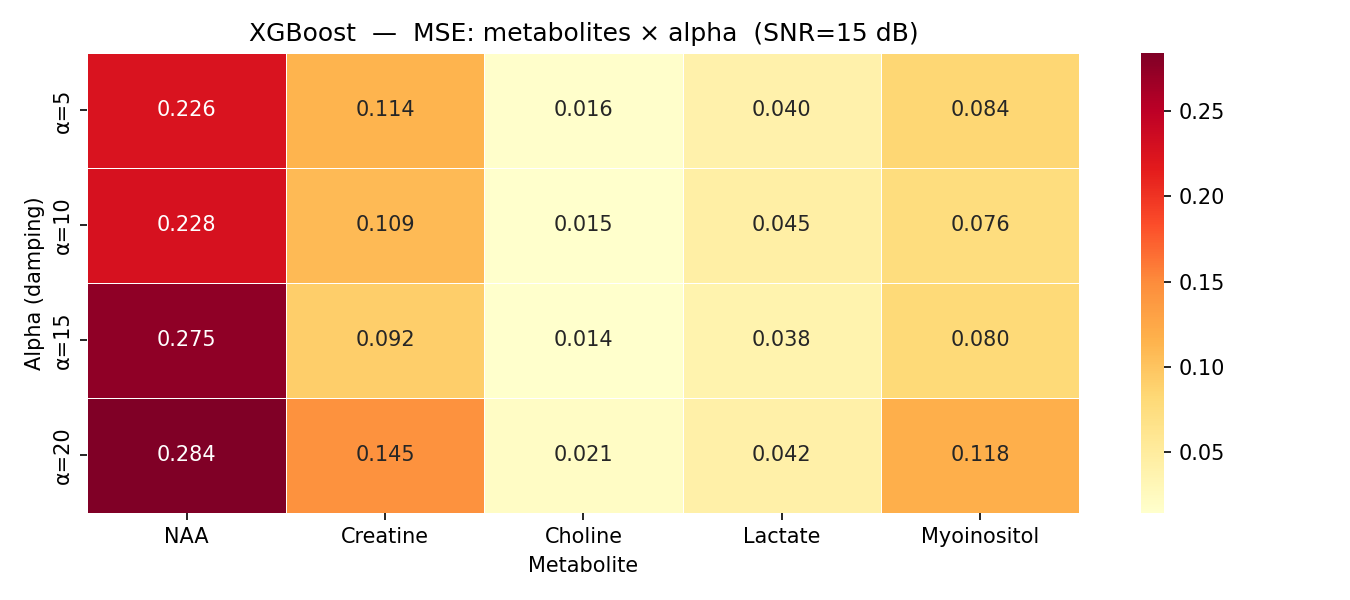 XGBoost — MSE: metabolites × alpha (SNR=15 dB)
Alpha (damping)
α=5 0.226 0.114 0.016 0.040 0.084
α=10 0.228 0.109 0.015 0.045 0.076
α=15 0.275 0.092 0.014 0.038 0.080
α=20 0.284 0.145 0.021 0.042 0.118
NAA Creatine Choline Lactate Myoinositol
Metabolite
0.25
0.20
0.15
0.10
0.05